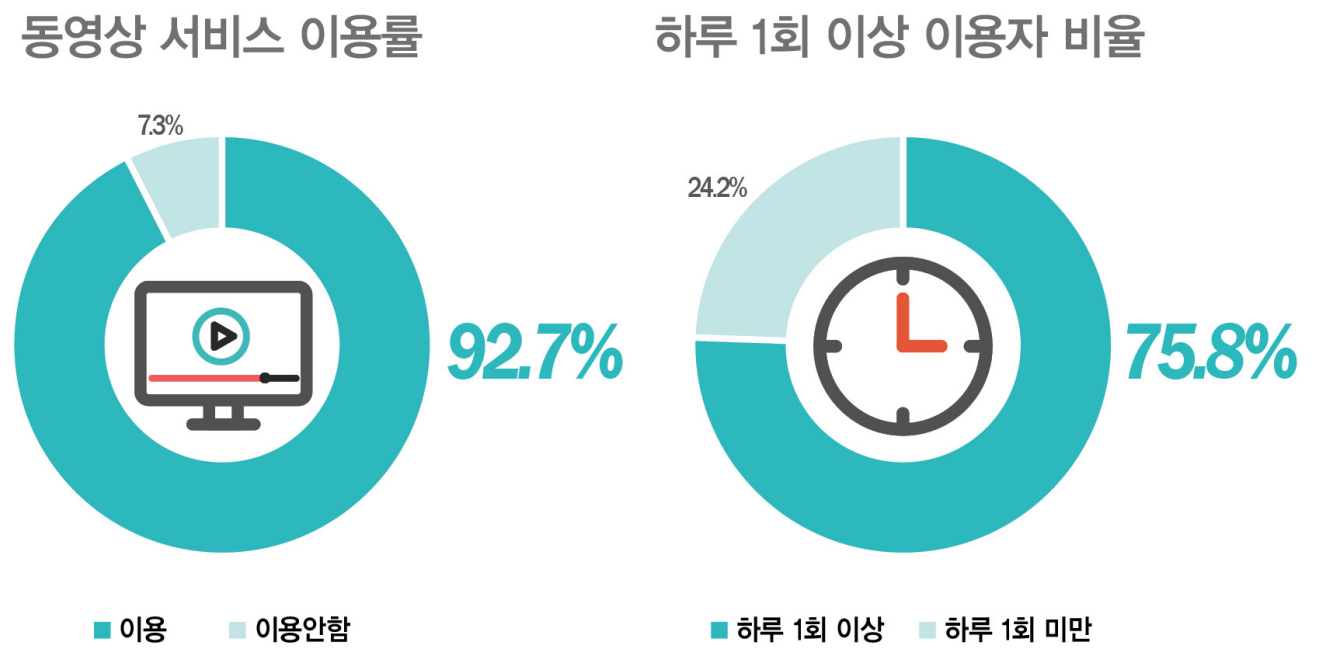 동영상 서비스 이용률
7.3%
92.7%
이용
이용안함
하루 1회 이상 이용자 비율
24.2%
75.8%
하루 1회 이상
하루 1회 미만